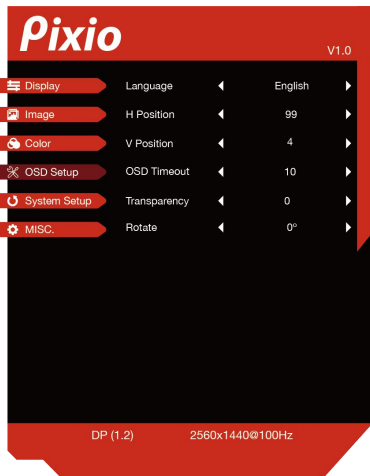 Pixio
V1.0
Display Language English
Image H Position 99
Color V Position 4
OSD Setup OSD Timeout 10
System Setup Transparency 0
MISC. Rotate 0°
DP (1.2) 2560x1440@100Hz